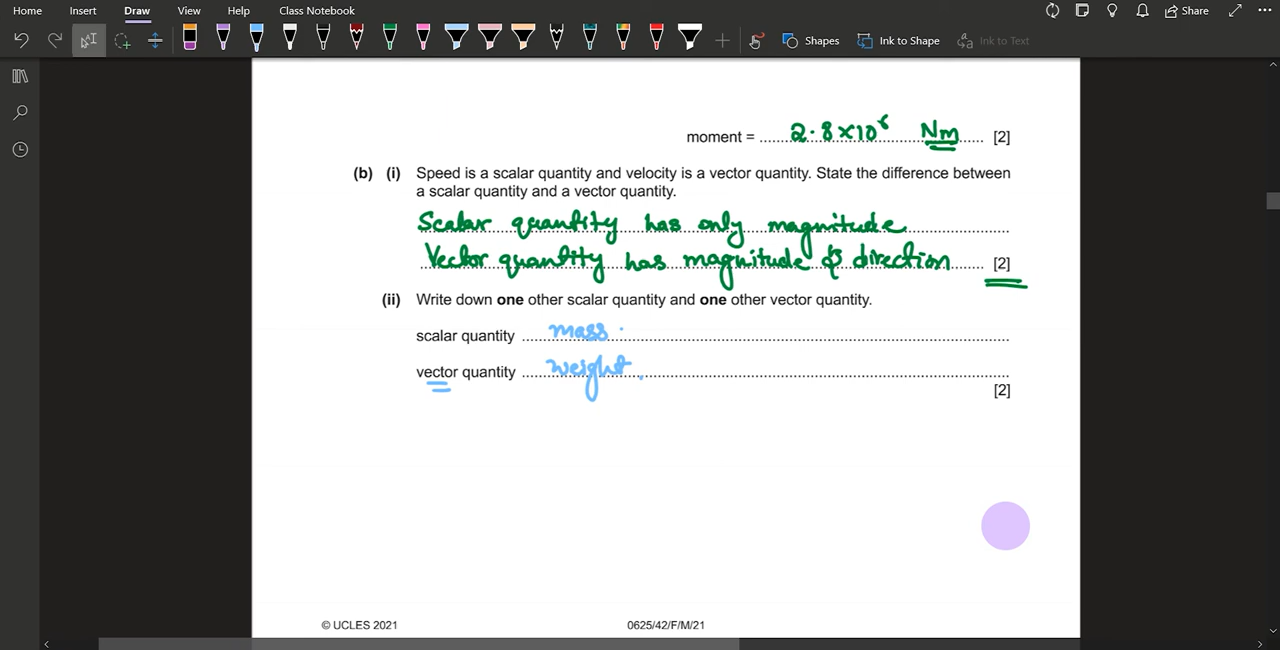 Home Insert Draw View Help Class Notebook Share
Shapes Ink to Shape Ink to Text
moment = ........ 2.8×10⁶ Nm ...... [2]
(b) (i) Speed is a scalar quantity and velocity is a vector quantity. State the difference between
a scalar quantity and a vector quantity.
Scalar quantity has only magnitude
Vector quantity has magnitude & direction ...... [2]
(ii) Write down one other scalar quantity and one other vector quantity.
scalar quantity ...... mass ......
vector quantity ...... weight ......
[2]
© UCLES 2021 0625/42/F/M/21